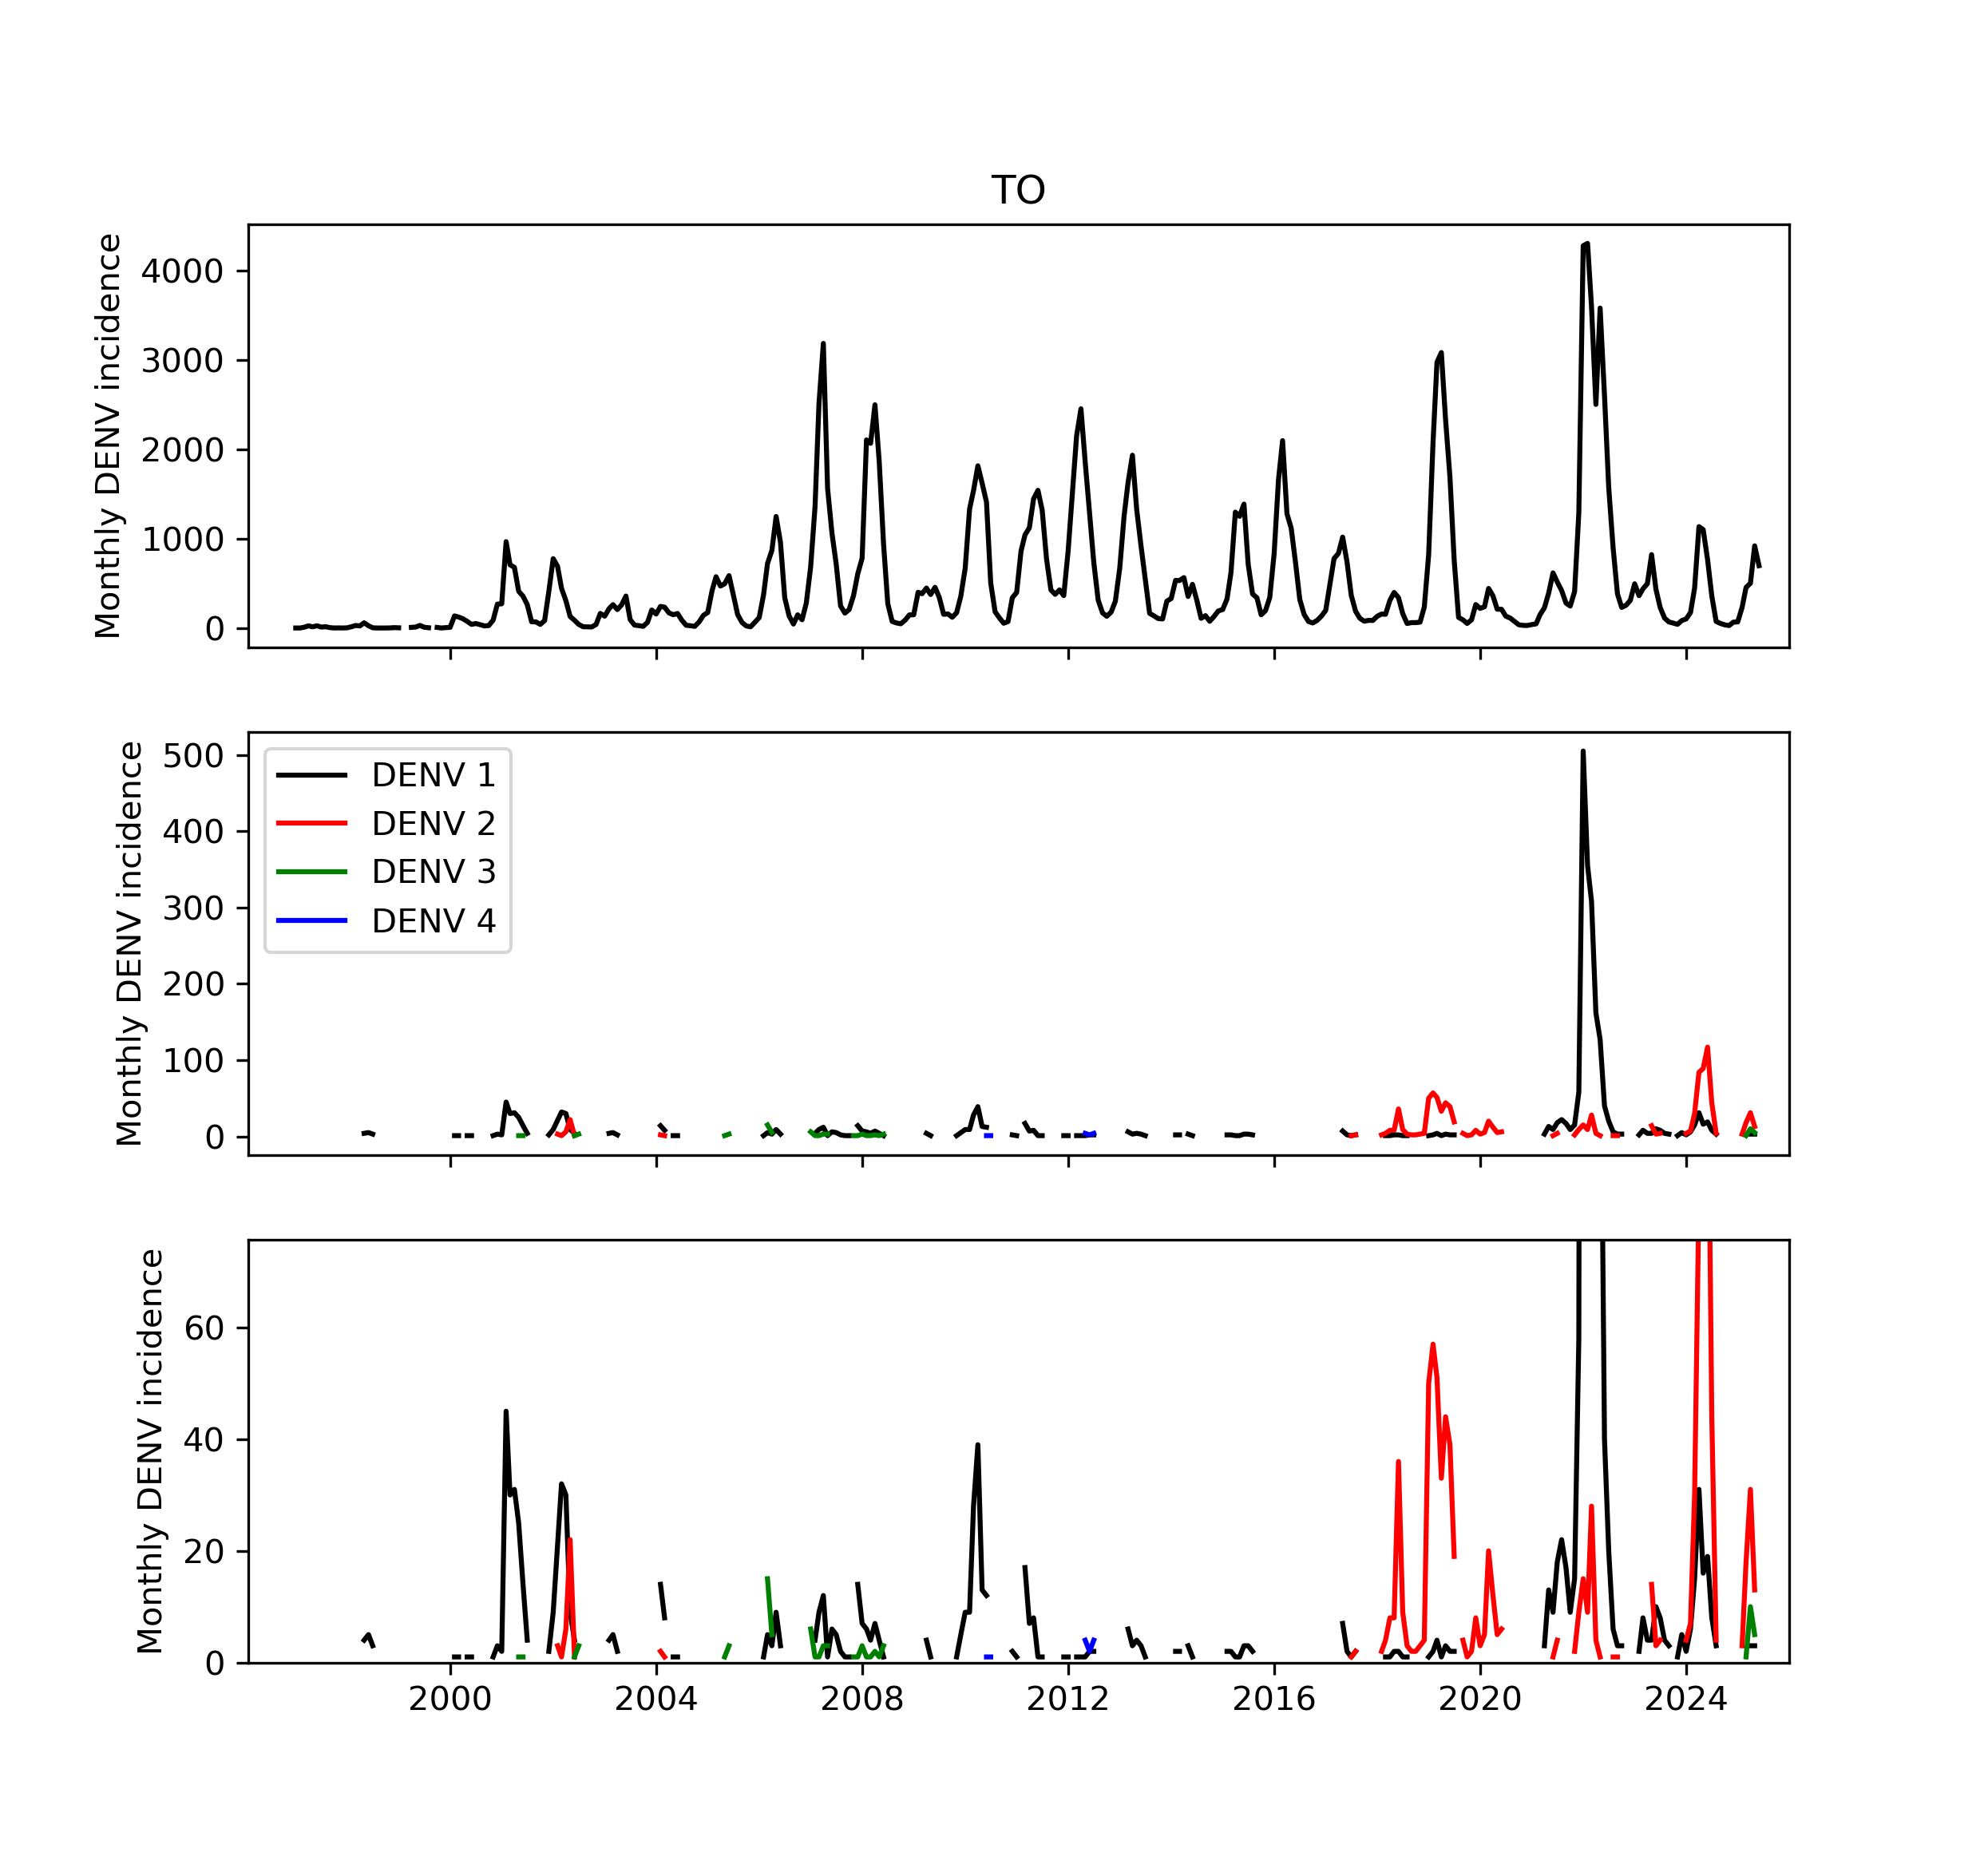 TO
Monthly DENV incidence
4000
3000
2000
1000
0
Monthly DENV incidence
500
400
300
200
100
0
DENV 1
DENV 2
DENV 3
DENV 4
Monthly DENV incidence
60
40
20
0
2000 2004 2008 2012 2016 2020 2024